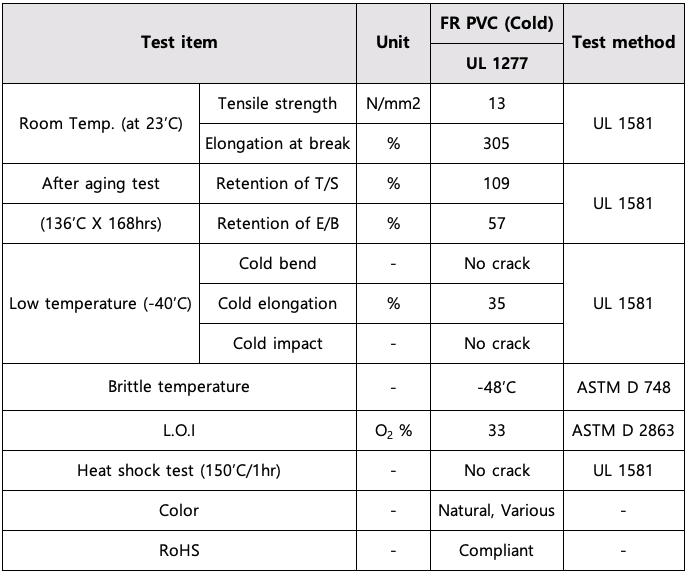 Test item Unit FR PVC (Cold) Test method
UL 1277
Room Temp. (at 23’C) Tensile strength N/mm2 13 UL 1581
Elongation at break % 305
After aging test Retention of T/S % 109 UL 1581
(136’C X 168hrs) Retention of E/B % 57
Low temperature (-40’C) Cold bend - No crack UL 1581
Cold elongation % 35
Cold impact - No crack
Brittle temperature - -48’C ASTM D 748
L.O.I O₂ % 33 ASTM D 2863
Heat shock test (150’C/1hr) - No crack UL 1581
Color - Natural, Various -
RoHS - Compliant -